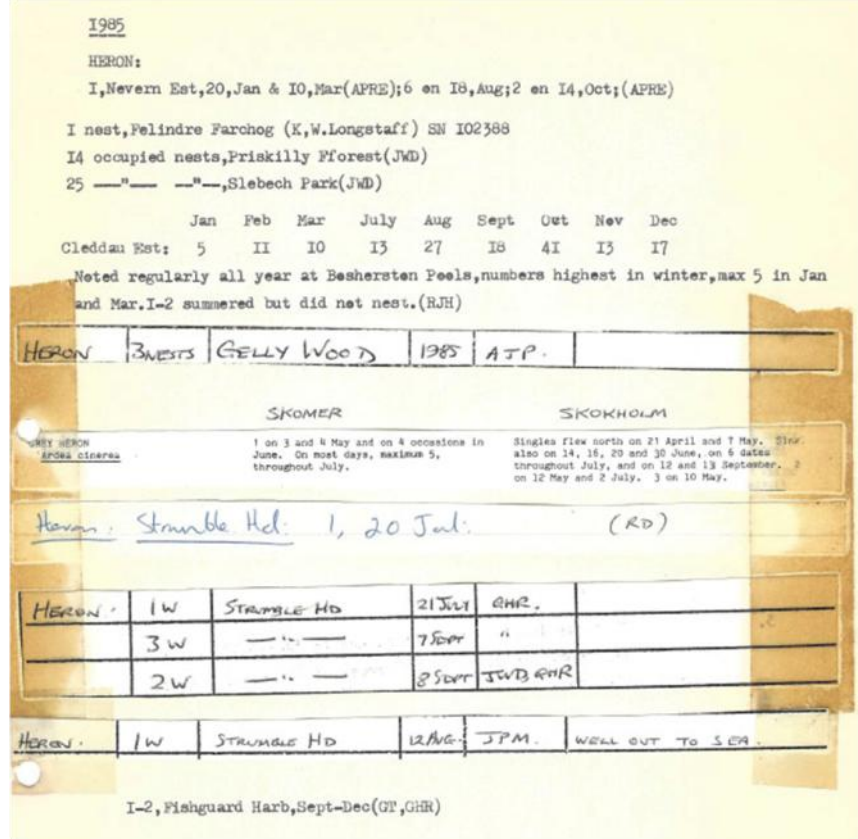 I985
HERON:
I,Nevern Est,20,Jan & I0,Mar(APRE);6 on I8,Aug;2 on I4,Oct;(APRE)
I nest,Felindre Farchog (K,W.Longstaff) SN I02388
I4 occupied nests,Priskilly Fforest(JWD)
25 —"— —"—,Slebech Park(JWD)
Jan Feb Mar July Aug Sept Oct Nov Dec
Cleddau Est: 5 II I0 I3 27 I8 4I I3 I7
Noted regularly all year at Bosherston Pools,numbers highest in winter,max 5 in Jan
and Mar.I-2 summered but did not nest.(RJH)
HERON 3 NESTS GELLY WOOD 1985 AJP.
SKOMER SKOKHOLM
GREY HERON
Ardea cinerea
1 on 3 and 4 May and on 4 occasions in
June. On most days, maximum 5,
throughout July.
Singles flew north on 21 April and 7 May.
also on 14, 16, 20 and 30 June, on 6 dates
throughout July, and on 12 and 13 September. 2
on 12 May and 2 July. 3 on 10 May.
Heron. Strumble Hd: 1, 20 Jul: (RD)
HERON. 1W STRUMBLE HD 21 JULY GHR.
3W —"— 7 SEPT "
2W —"— 8 SEPT JWD GHR
HERON. 1W STRUMBLE HD 12 AUG. JPM. WELL OUT TO SEA.
I-2,Fishguard Harb,Sept-Dec(GT,GHR)